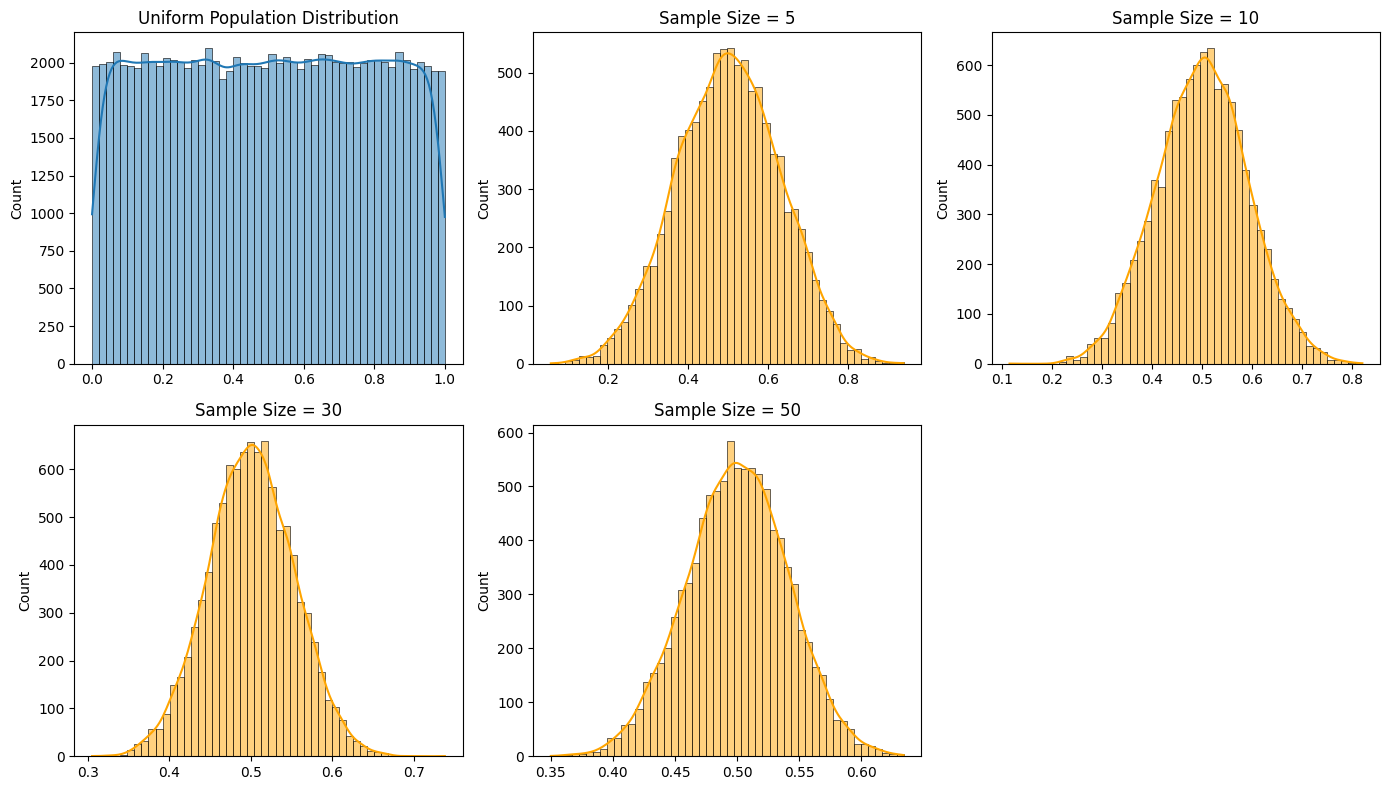 Uniform Population Distribution
Count
2000
1750
1500
1250
1000
750
500
250
0
0.0 0.2 0.4 0.6 0.8 1.0
Sample Size = 5
Count
500
400
300
200
100
0
0.2 0.4 0.6 0.8
Sample Size = 10
Count
600
500
400
300
200
100
0
0.1 0.2 0.3 0.4 0.5 0.6 0.7 0.8
Sample Size = 30
Count
600
500
400
300
200
100
0
0.3 0.4 0.5 0.6 0.7
Sample Size = 50
Count
600
500
400
300
200
100
0
0.35 0.40 0.45 0.50 0.55 0.60